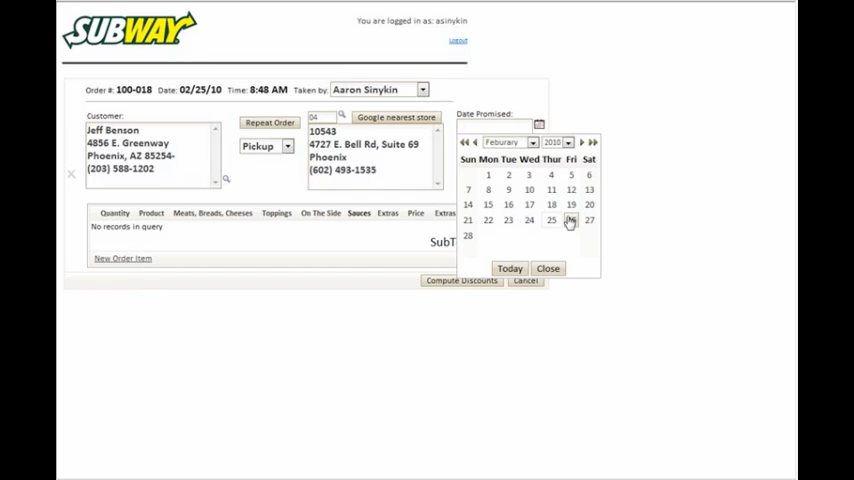 SUBWAY
You are logged in as: asinykin
Logout
Order #: 100-018 Date: 02/25/10 Time: 8:48 AM Taken by: Aaron Sinykin
Customer:
Jeff Benson
4856 E. Greenway
Phoenix, AZ 85254-
(203) 588-1202
Repeat Order
Pickup
04
Google nearest store
10543
4727 E. Bell Rd, Suite 69
Phoenix
(602) 493-1535
Date Promised:
Feburary 2010
Sun Mon Tue Wed Thur Fri Sat
1 2 3 4 5 6
7 8 9 10 11 12 13
14 15 16 17 18 19 20
21 22 23 24 25 26 27
28
Today Close
Quantity Product Meats, Breads, Cheeses Toppings On The Side Sauces Extras Price Extras
No records in query
SubT
New Order Item
Compute Discounts Cancel